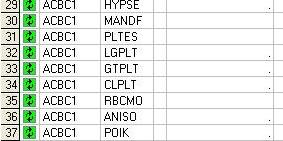 29 ACBC1 HYPSE .
30 ACBC1 MANDF
31 ACBC1 PLTES .
32 ACBC1 LGPLT .
33 ACBC1 GTPLT .
34 ACBC1 CLPLT .
35 ACBC1 RBCMO
36 ACBC1 ANISO .
37 ACBC1 POIK .